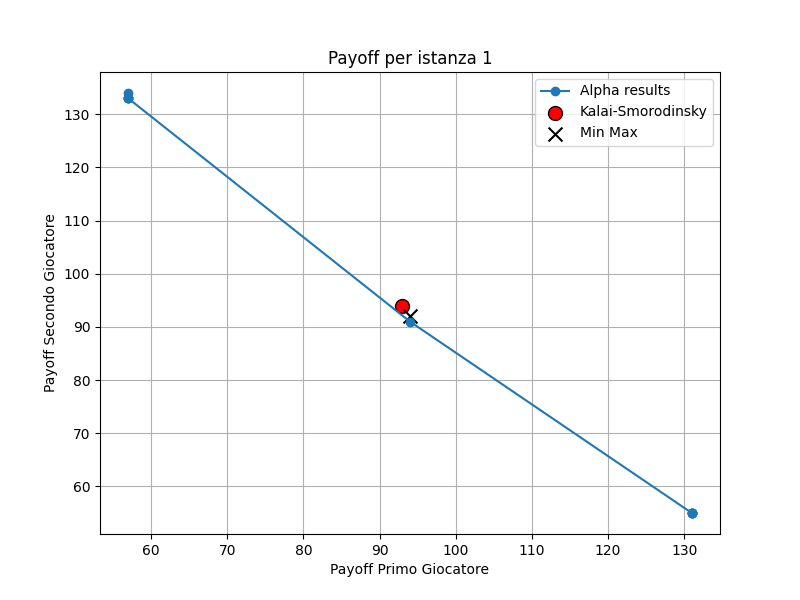 Payoff per istanza 1
Alpha results
Kalai-Smorodinsky
Min Max
Payoff Secondo Giocatore
130
120
110
100
90
80
70
60
60 70 80 90 100 110 120 130
Payoff Primo Giocatore